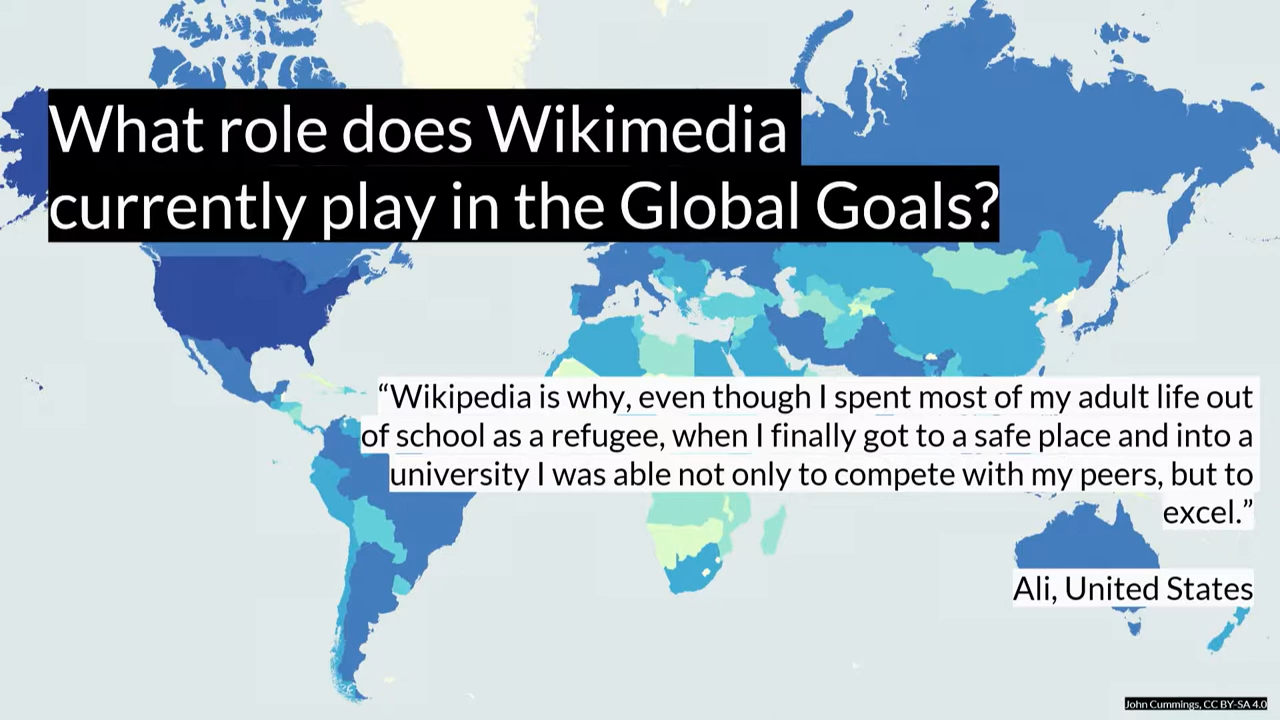 What role does Wikimedia
currently play in the Global Goals?
“Wikipedia is why, even though I spent most of my adult life out
of school as a refugee, when I finally got to a safe place and into a
university I was able not only to compete with my peers, but to
excel.”
Ali, United States
John Cummings, CC BY-SA 4.0